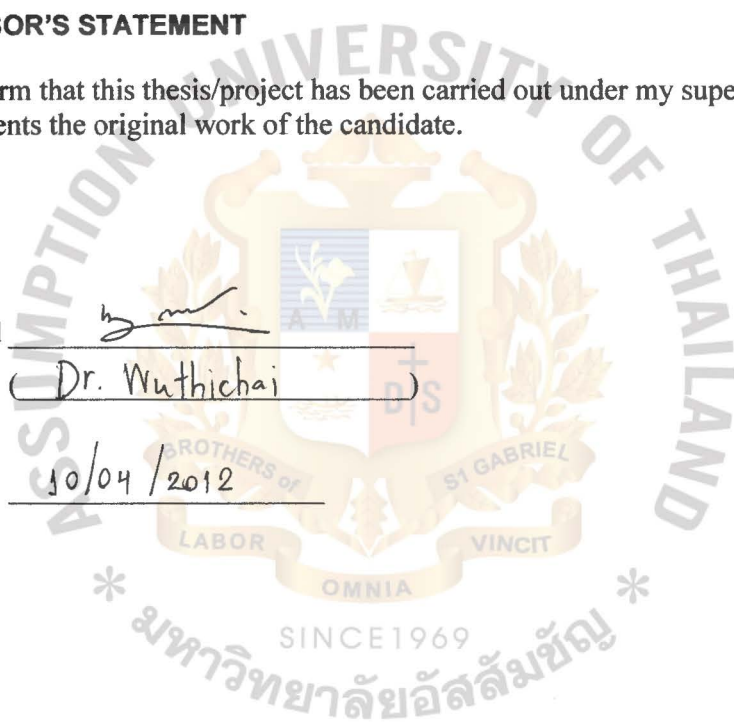 SOR'S STATEMENT
rm that this thesis/project has been carried out under my supe
ents the original work of the candidate.
( Dr. Wuthichai )
10/04/2012
ASSUMPTION UNIVERSITY OF THAILAND
A M
D S
BROTHERS of ST GABRIEL
LABOR
OMNIA
VINCIT
* SINCE1969 *
มหาวิทยาลัยอัสสัมชัญ